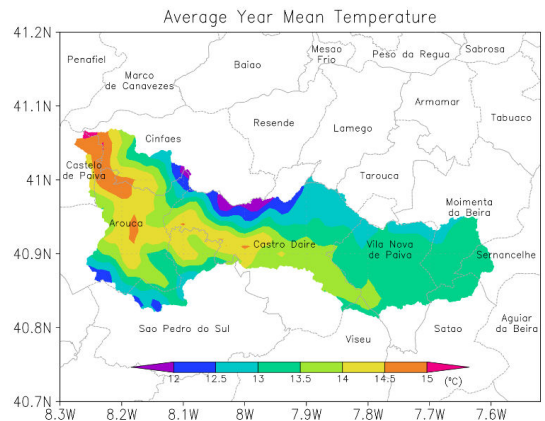 Average Year Mean Temperature
41.2N
Penafiel
Baiao
Mesao
Frio
Peso da Regua
Sabrosa
Marco
de Canavezes
41.1N
Armamar
Tabuaco
Resende
Lamego
Cinfaes
Castelo
de Paiva
41N
Tarouca
Moimenta
da Beira
Arouca
40.9N
Castro Daire
Vila Nova
de Paiva
Sernancelhe
40.8N
Sao Pedro do Sul
Viseu
Satao
Aguiar
da Beira
12 12.5 13 13.5 14 14.5 15 (ºC)
40.7N
8.3W 8.2W 8.1W 8W 7.9W 7.8W 7.7W 7.6W